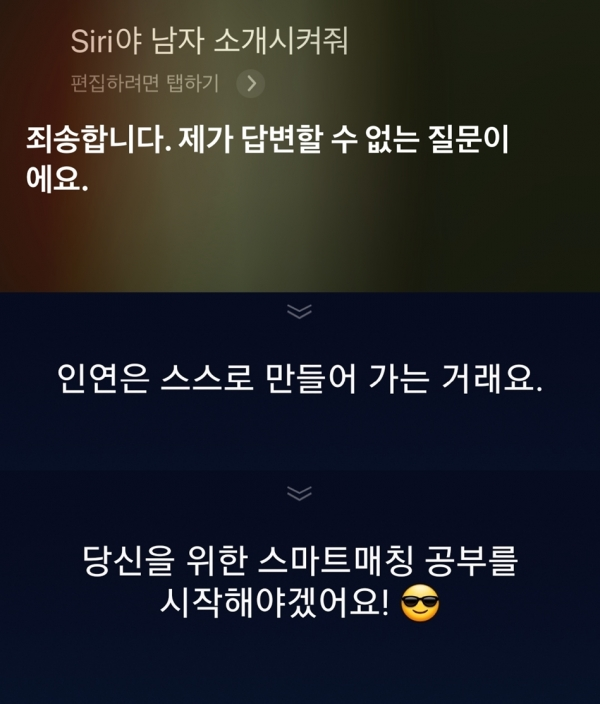 Siri야 남자 소개시켜줘
편집하려면 탭하기
죄송합니다. 제가 답변할 수 없는 질문이
에요.
인연은 스스로 만들어 가는 거래요.
당신을 위한 스마트매칭 공부를
시작해야겠어요! 😎